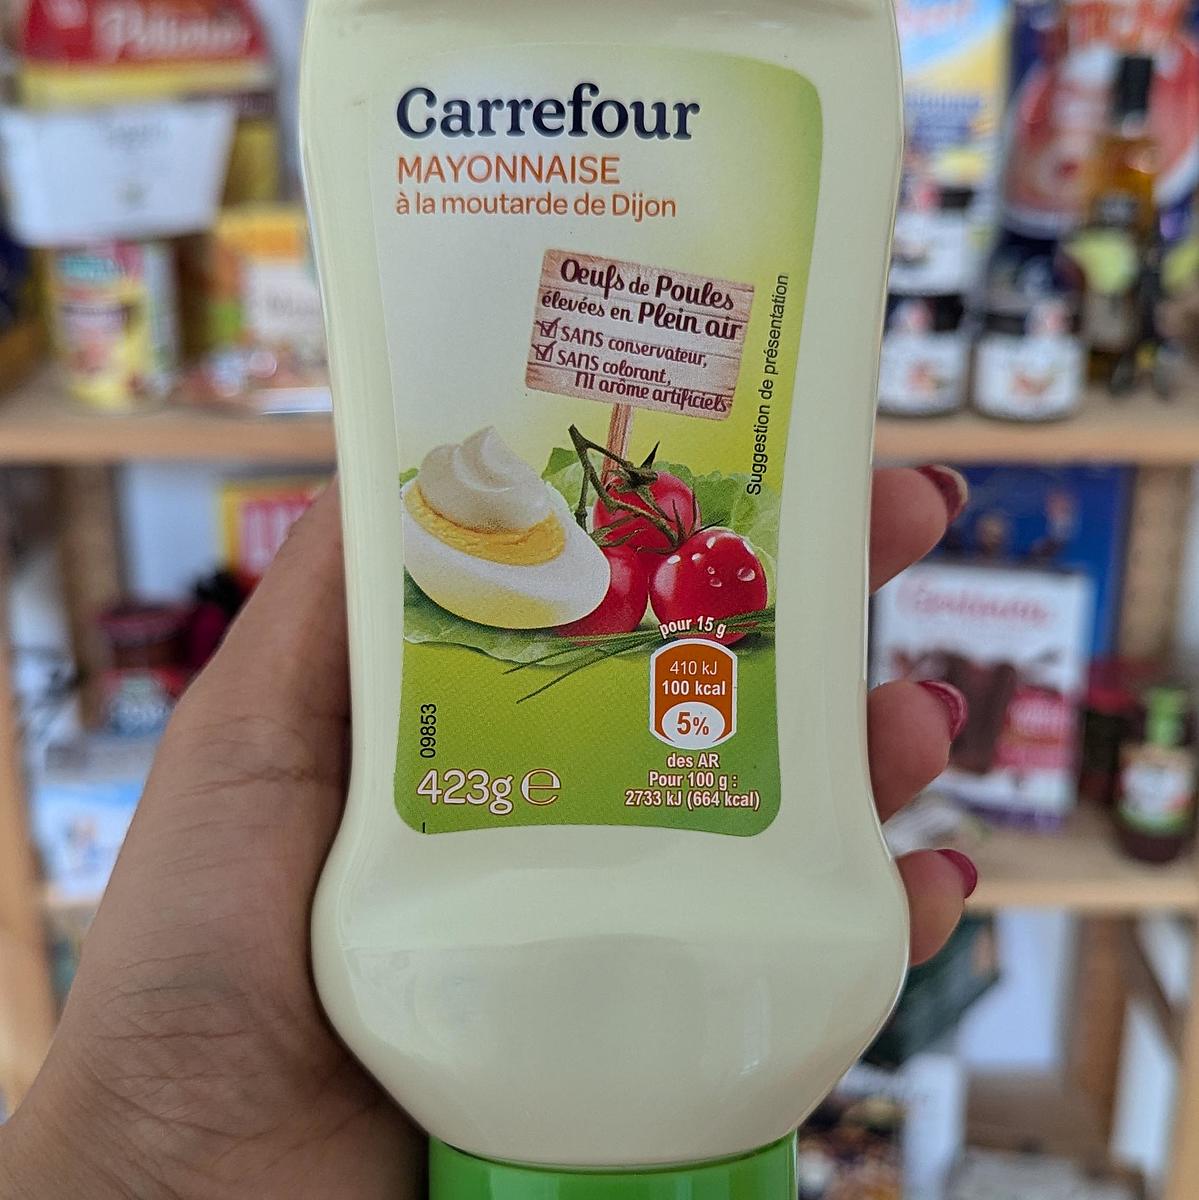 Carrefour
MAYONNAISE
à la moutarde de Dijon
Oeufs de Poules
élevées en Plein air
SANS conservateur,
SANS colorant,
ni arôme artificiels
Suggestion de présentation
pour 15 g
410 kJ
100 kcal
5%
des AR
Pour 100 g :
2733 kJ (664 kcal)
09853
423g e